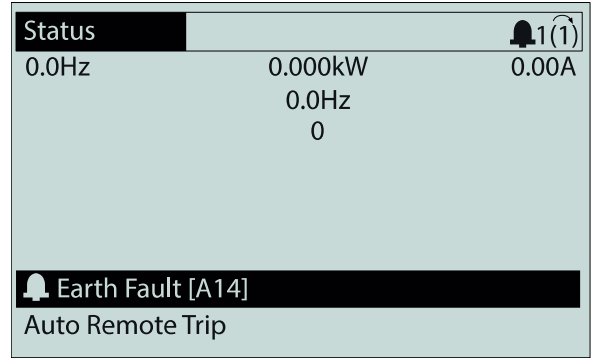 Status 1(1)
0.0Hz 0.000kW 0.00A
0.0Hz
0
Earth Fault [A14]
Auto Remote Trip